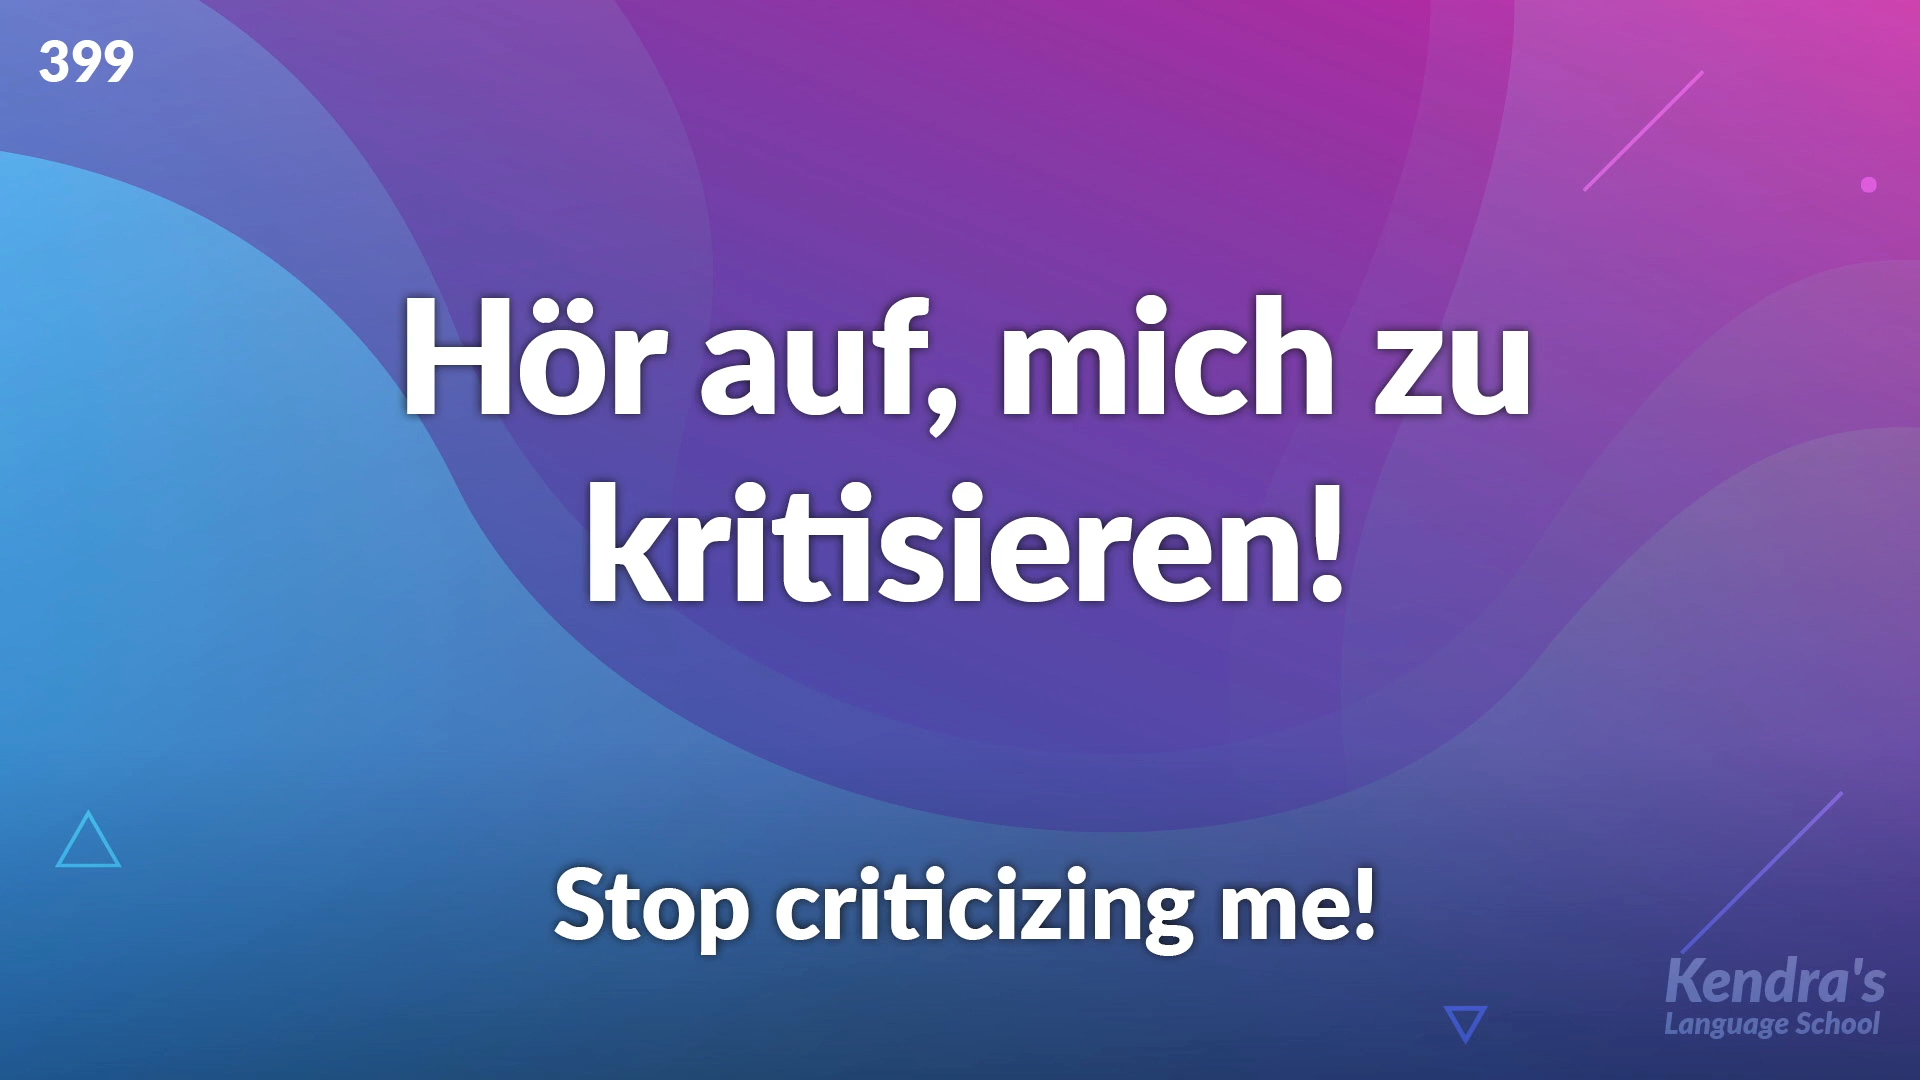 399
Hör auf, mich zu
kritisieren!
Stop criticizing me!
Kendra's
Language School